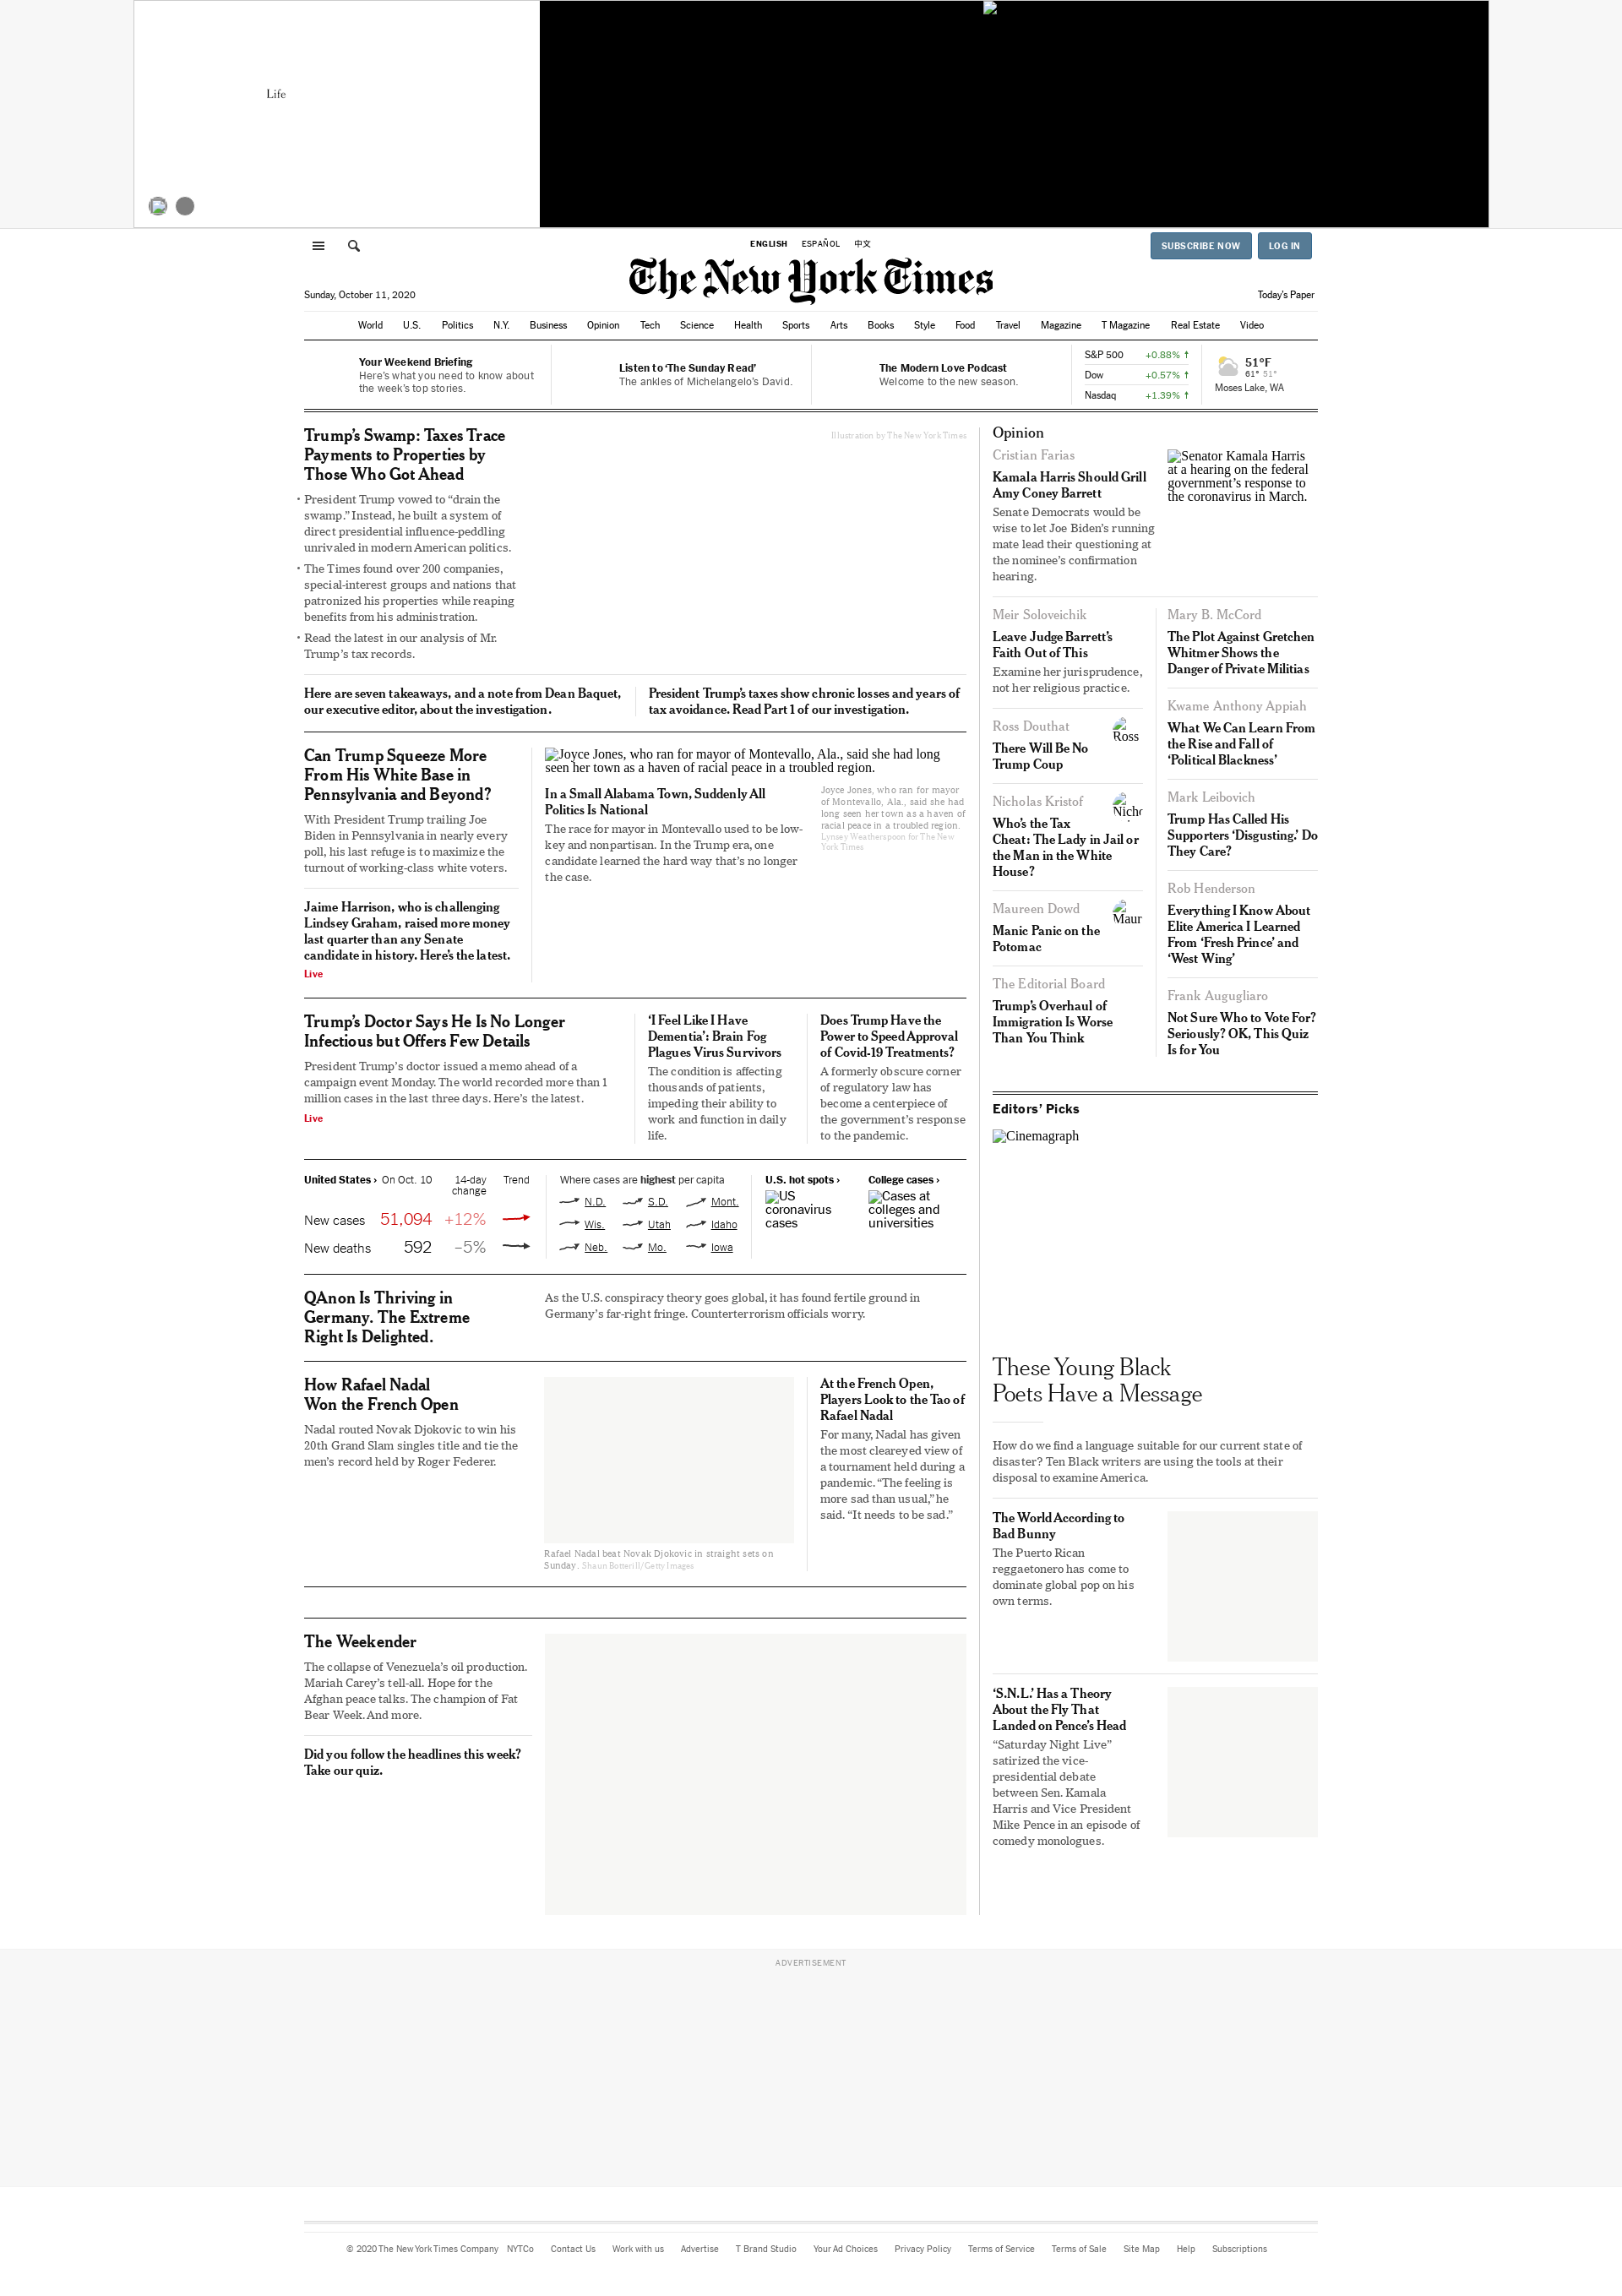 Life
ENGLISH ESPAÑOL 中文
SUBSCRIBE NOW LOG IN
The New York Times
Sunday, October 11, 2020
Today's Paper
World U.S. Politics N.Y. Business Opinion Tech Science Health Sports Arts Books Style Food Travel Magazine T Magazine Real Estate Video
Your Weekend Briefing
Here's what you need to know about
the week's top stories.
Listen to 'The Sunday Read'
The ankles of Michelangelo's David.
The Modern Love Podcast
Welcome to the new season.
S&P 500 +0.88% ↑
Dow +0.57% ↑
Nasdaq +1.39% ↑
51°F
61° 51°
Moses Lake, WA
Trump's Swamp: Taxes Trace
Payments to Properties by
Those Who Got Ahead
• President Trump vowed to “drain the
swamp.” Instead, he built a system of
direct presidential influence-peddling
unrivaled in modern American politics.
• The Times found over 200 companies,
special-interest groups and nations that
patronized his properties while reaping
benefits from his administration.
• Read the latest in our analysis of Mr.
Trump's tax records.
Illustration by The New York Times
Here are seven takeaways, and a note from Dean Baquet,
our executive editor, about the investigation.
President Trump's taxes show chronic losses and years of
tax avoidance. Read Part 1 of our investigation.
Can Trump Squeeze More
From His White Base in
Pennsylvania and Beyond?
With President Trump trailing Joe
Biden in Pennsylvania in nearly every
poll, his last refuge is to maximize the
turnout of working-class white voters.
Jaime Harrison, who is challenging
Lindsey Graham, raised more money
last quarter than any Senate
candidate in history. Here's the latest.
Live
Joyce Jones, who ran for mayor of Montevallo, Ala., said she had long
seen her town as a haven of racial peace in a troubled region.
In a Small Alabama Town, Suddenly All
Politics Is National
The race for mayor in Montevallo used to be low-
key and nonpartisan. In the Trump era, one
candidate learned the hard way that's no longer
the case.
Joyce Jones, who ran for mayor
of Montevallo, Ala., said she had
long seen her town as a haven of
racial peace in a troubled region.
Lynsey Weatherspoon for The New
York Times
Trump's Doctor Says He Is No Longer
Infectious but Offers Few Details
President Trump's doctor issued a memo ahead of a
campaign event Monday. The world recorded more than 1
million cases in the last three days. Here's the latest.
Live
‘I Feel Like I Have
Dementia’: Brain Fog
Plagues Virus Survivors
The condition is affecting
thousands of patients,
impeding their ability to
work and function in daily
life.
Does Trump Have the
Power to Speed Approval
of Covid-19 Treatments?
A formerly obscure corner
of regulatory law has
become a centerpiece of
the government's response
to the pandemic.
United States › On Oct. 10 14-day
change Trend
New cases 51,094 +12%
New deaths 592 –5%
Where cases are highest per capita
N.D. S.D. Mont.
Wis. Utah Idaho
Neb. Mo. Iowa
U.S. hot spots ›
US
coronavirus
cases
College cases ›
Cases at
colleges and
universities
QAnon Is Thriving in
Germany. The Extreme
Right Is Delighted.
As the U.S. conspiracy theory goes global, it has found fertile ground in
Germany's far-right fringe. Counterterrorism officials worry.
How Rafael Nadal
Won the French Open
Nadal routed Novak Djokovic to win his
20th Grand Slam singles title and tie the
men's record held by Roger Federer.
Rafael Nadal beat Novak Djokovic in straight sets on
Sunday. Shaun Botterill/Getty Images
At the French Open,
Players Look to the Tao of
Rafael Nadal
For many, Nadal has given
the most cleareyed view of
a tournament held during a
pandemic. “The feeling is
more sad than usual,” he
said. “It needs to be sad.”
The Weekender
The collapse of Venezuela's oil production.
Mariah Carey's tell-all. Hope for the
Afghan peace talks. The champion of Fat
Bear Week. And more.
Did you follow the headlines this week?
Take our quiz.
Opinion
Cristian Farias
Kamala Harris Should Grill
Amy Coney Barrett
Senate Democrats would be
wise to let Joe Biden's running
mate lead their questioning at
the nominee's confirmation
hearing.
Senator Kamala Harris
at a hearing on the federal
government's response to
the coronavirus in March.
Meir Soloveichik
Leave Judge Barrett's
Faith Out of This
Examine her jurisprudence,
not her religious practice.
Ross Douthat
There Will Be No
Trump Coup
Ross
Nicholas Kristof
Who's the Tax
Cheat: The Lady in Jail or
the Man in the White
House?
Maureen Dowd
Manic Panic on the
Potomac
The Editorial Board
Trump's Overhaul of
Immigration Is Worse
Than You Think
Mary B. McCord
The Plot Against Gretchen
Whitmer Shows the
Danger of Private Militias
Kwame Anthony Appiah
What We Can Learn From
the Rise and Fall of
‘Political Blackness’
Mark Leibovich
Trump Has Called His
Supporters ‘Disgusting.’ Do
They Care?
Rob Henderson
Everything I Know About
Elite America I Learned
From ‘Fresh Prince’ and
‘West Wing’
Frank Augugliaro
Not Sure Who to Vote For?
Seriously? OK, This Quiz
Is for You
Editors’ Picks
Cinemagraph
These Young Black
Poets Have a Message
How do we find a language suitable for our current state of
disaster? Ten Black writers are using the tools at their
disposal to examine America.
The World According to
Bad Bunny
The Puerto Rican
reggaetonero has come to
dominate global pop on his
own terms.
‘S.N.L.’ Has a Theory
About the Fly That
Landed on Pence's Head
“Saturday Night Live”
satirized the vice-
presidential debate
between Sen. Kamala
Harris and Vice President
Mike Pence in an episode of
comedy monologues.
ADVERTISEMENT
© 2020 The New York Times Company NYTCo Contact Us Work with us Advertise T Brand Studio Your Ad Choices Privacy Policy Terms of Service Terms of Sale Site Map Help Subscriptions